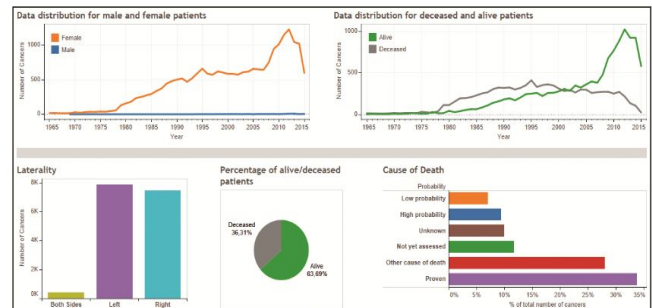 Data distribution for male and female patients
Female
Male
Number of Cancers
1000
500
0
1965 1970 1975 1980 1985 1990 1995 2000 2005 2010 2015
Year
Data distribution for deceased and alive patients
Alive
Deceased
Number of Cancers
1000
500
0
1965 1970 1975 1980 1985 1990 1995 2000 2005 2010 2015
Year
Laterality
Number of Cancers
8K
6K
4K
2K
0K
Both Sides Left Right
Percentage of alive/deceased
patients
Deceased
36,31%
Alive
63,69%
Cause of Death
Probability
Low probability
High probability
Unknown
Not yet assessed
Other cause of death
Proven
0% 5% 10% 15% 20% 25% 30% 35%
% of total number of cancers